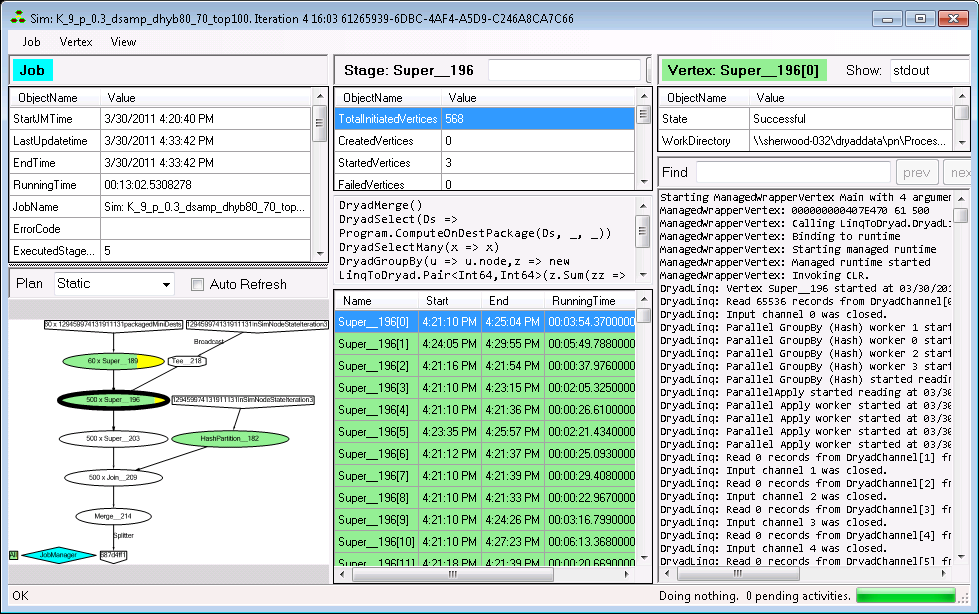 Sim: K_9_p_0.3_dsamp_dhyb80_70_top100. Iteration 4 16:03 61265939-6DBC-4AF4-A5D9-C246A8CA7C66
Job Vertex View
Job
ObjectName Value
StartJMTime 3/30/2011 4:20:40 PM
LastUpdatetime 3/30/2011 4:33:42 PM
EndTime 3/30/2011 4:33:42 PM
RunningTime 00:13:02.5308278
JobName Sim: K_9_p_0.3_dsamp_dhyb80_70_top...
ErrorCode
ExecutedStage... 5
Plan Static Auto Refresh
60 x 129459974131911131packagedMiniDests
129459974131911131nSimNodeStateIteration3
Broadcast
60 x Super__189
Tee__218
500 x Super__196
129459974131911131nSimNodeStateIteration3
500 x Super__203
HashPartition__182
500 x Join__209
Merge__214
Splitter
All
JobManager
687d4ff1
Stage: Super__196
ObjectName Value
TotalInitiatedVertices 568
CreatedVertices 0
StartedVertices 3
FailedVertices 0
DryadMerge()
DryadSelect(Ds =>
Program.ComputeOnDestPackage(Ds, _, _))
DryadSelectMany(x => x)
DryadGroupBy(u => u.node,z => new
LinqToDryad.Pair<Int64,Int64>(z.Sum(zz =>
Name Start End RunningTime
Super__196[0] 4:21:10 PM 4:25:04 PM 00:03:54.3700000
Super__196[1] 4:24:05 PM 4:29:55 PM 00:05:49.7880000
Super__196[2] 4:21:16 PM 4:21:54 PM 00:00:37.9760000
Super__196[3] 4:21:10 PM 4:23:15 PM 00:02:05.3250000
Super__196[4] 4:21:10 PM 4:21:36 PM 00:00:26.6100000
Super__196[5] 4:23:35 PM 4:25:57 PM 00:02:21.4340000
Super__196[6] 4:21:12 PM 4:21:37 PM 00:00:25.0930000
Super__196[7] 4:21:10 PM 4:21:39 PM 00:00:29.4080000
Super__196[8] 4:21:10 PM 4:21:33 PM 00:00:22.9670000
Super__196[9] 4:21:10 PM 4:24:26 PM 00:03:16.7990000
Super__196[10] 4:21:10 PM 4:27:23 PM 00:06:13.3680000
Super__196[11] 4:21:18 PM 4:21:39 PM 00:00:20.6690000
Vertex: Super__196[0] Show: stdout
ObjectName Value
State Successful
WorkDirectory \\sherwood-032\dryaddata\pn\Proces...
Find prev nex
Starting ManagedWrapperVertex Main with 4 argumen
ManagedWrapperVertex: 000000000407E470 61 500
ManagedWrapperVertex: Calling LinqToDryad.DryadLi
ManagedWrapperVertex: Binding to runtime
ManagedWrapperVertex: Starting managed runtime
ManagedWrapperVertex: Managed runtime started
ManagedWrapperVertex: Invoking CLR.
DryadLinq: Vertex Super__196 started at 03/30/201
DryadLinq: Read 65536 records from DryadChannel[0
DryadLinq: Input channel 0 was closed.
DryadLinq: Parallel GroupBy (Hash) worker 1 start
DryadLinq: Parallel GroupBy (Hash) worker 0 start
DryadLinq: Parallel GroupBy (Hash) worker 2 start
DryadLinq: Parallel GroupBy (Hash) worker 3 start
DryadLinq: Parallel GroupBy (Hash) started readin
DryadLinq: ParallelApply started reading at 03/30
DryadLinq: Parallel Apply worker started at 03/30
DryadLinq: Parallel Apply worker started at 03/30
DryadLinq: Parallel Apply worker started at 03/30
DryadLinq: Parallel Apply worker started at 03/30
DryadLinq: Read 0 records from DryadChannel[1] fr
DryadLinq: Input channel 1 was closed.
DryadLinq: Read 0 records from DryadChannel[2] fr
DryadLinq: Input channel 2 was closed.
DryadLinq: Read 0 records from DryadChannel[3] fr
DryadLinq: Input channel 3 was closed.
DryadLinq: Read 0 records from DryadChannel[4] fr
DryadLinq: Input channel 4 was closed.
DryadLinq: Read 0 records from DryadChannel[5] fr
OK
Doing nothing. 0 pending activities.